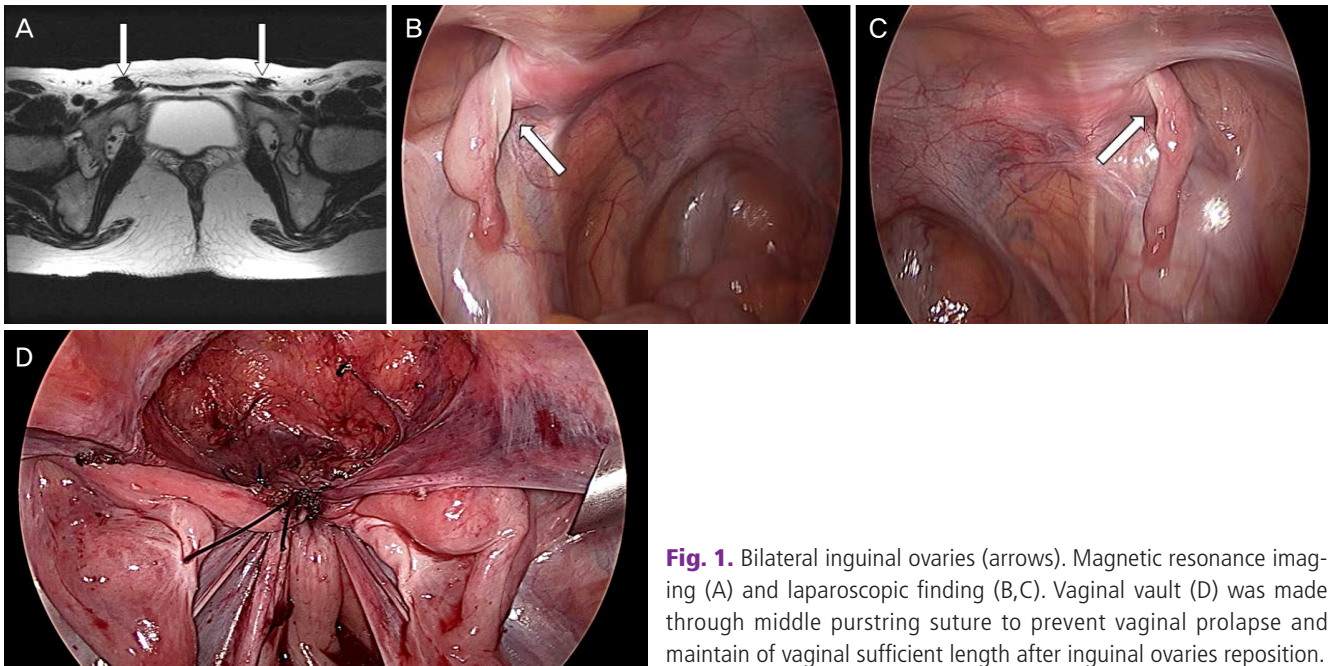 A
B
C
D
Fig. 1. Bilateral inguinal ovaries (arrows). Magnetic resonance imag-
ing (A) and laparoscopic finding (B,C). Vaginal vault (D) was made
through middle purstring suture to prevent vaginal prolapse and
maintain of vaginal sufficient length after inguinal ovaries reposition.